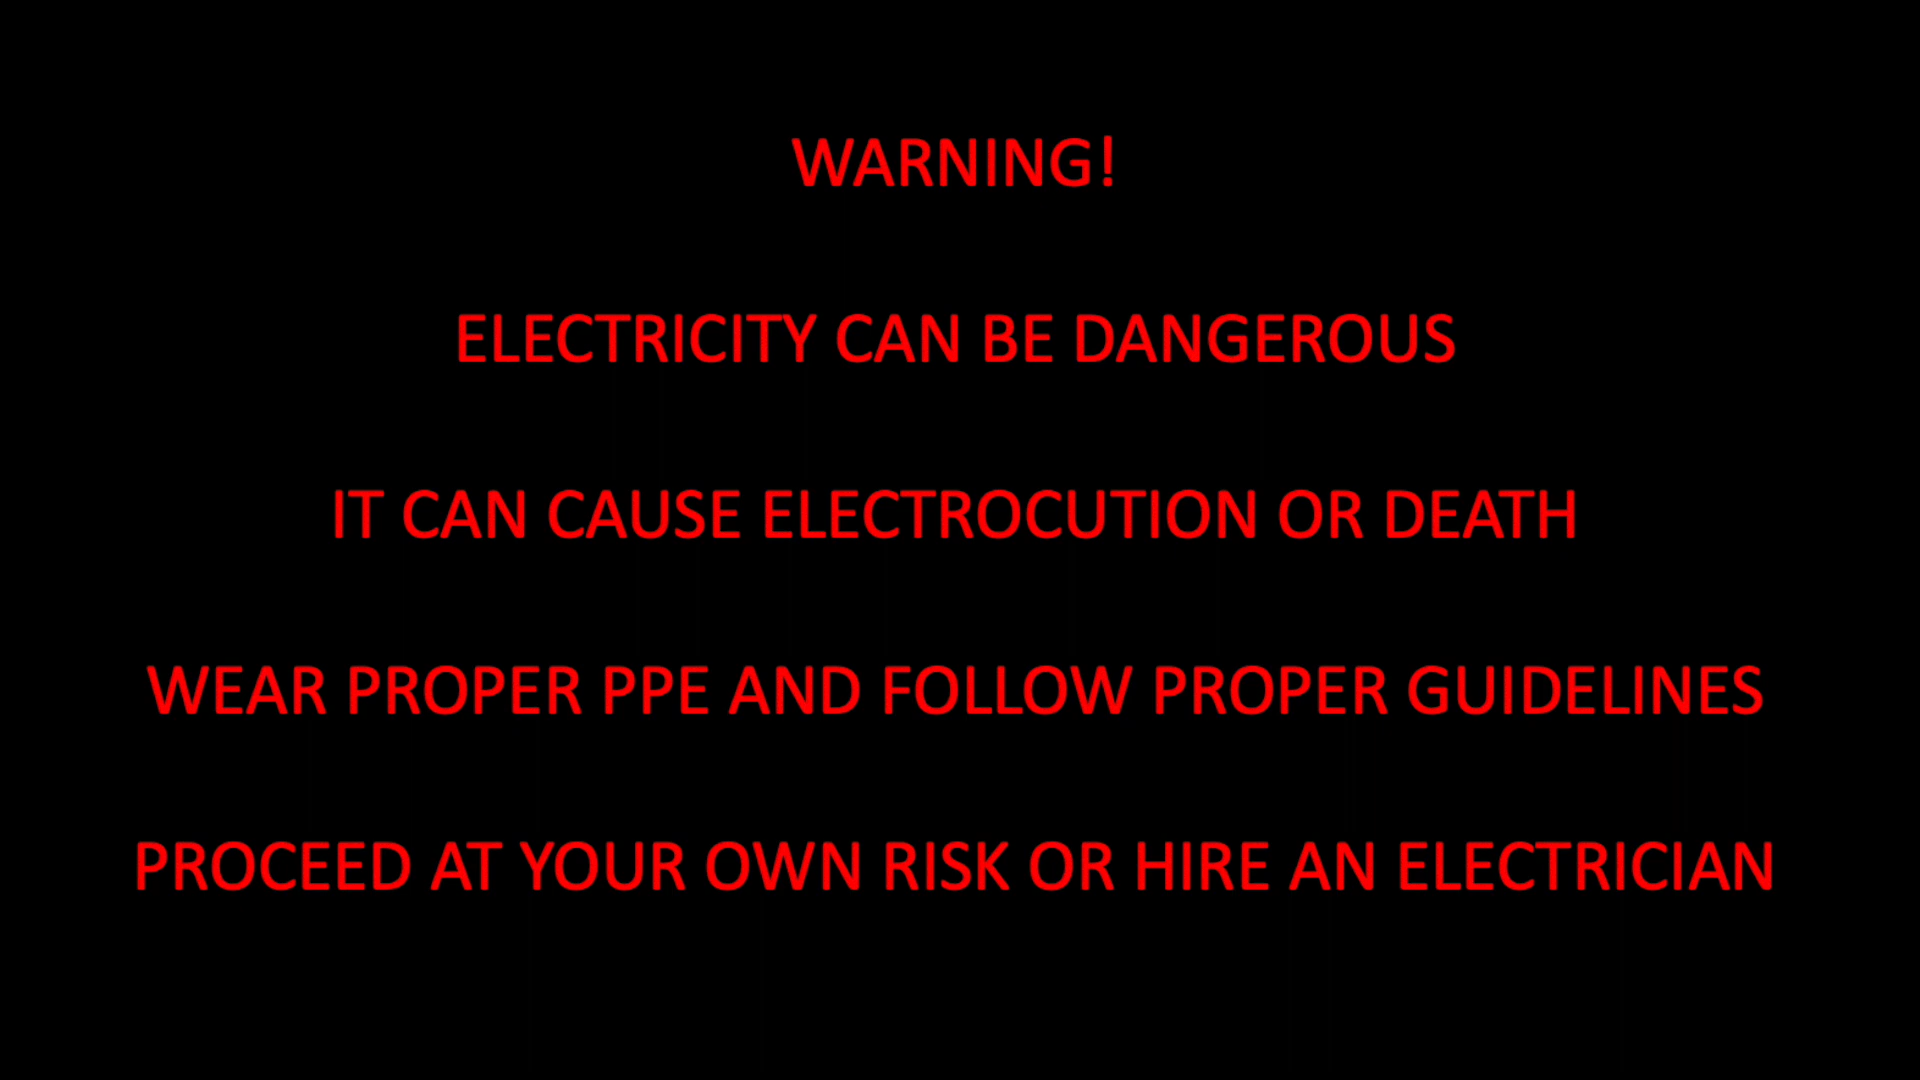 WARNING!
ELECTRICITY CAN BE DANGEROUS
IT CAN CAUSE ELECTROCUTION OR DEATH
WEAR PROPER PPE AND FOLLOW PROPER GUIDELINES
PROCEED AT YOUR OWN RISK OR HIRE AN ELECTRICIAN